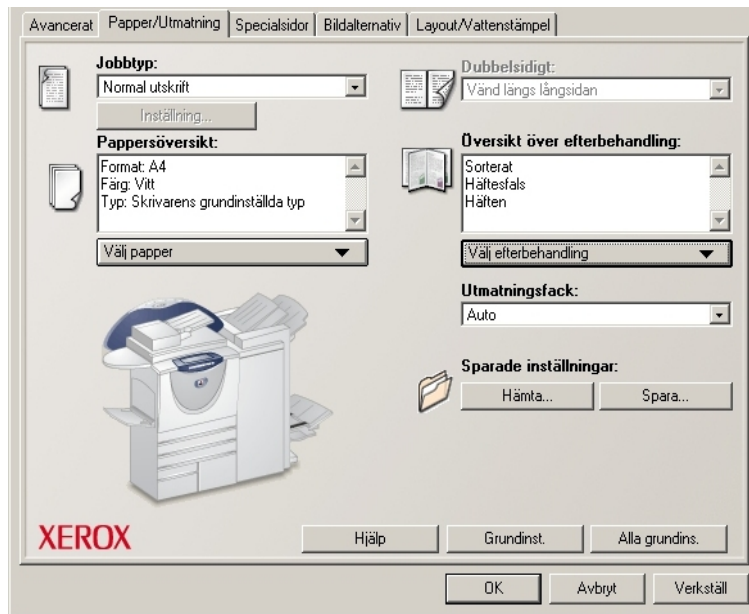 Avancerat Papper/Utmatning Specialsidor Bildalternativ Layout/Vattenstämpel
Jobbtyp:
Normal utskrift
Inställning...
Pappersöversikt:
Format: A4
Färg: Vitt
Typ: Skrivarens grundinställda typ
Välj papper
Dubbelsidigt:
Vänd längs långsidan
Översikt över efterbehandling:
Sorterat
Häftesfals
Häften
Välj efterbehandling
Utmatningsfack:
Auto
Sparade inställningar:
Hämta... Spara...
XEROX
Hjälp Grundinst. Alla grundins.
OK Avbryt Verkställ